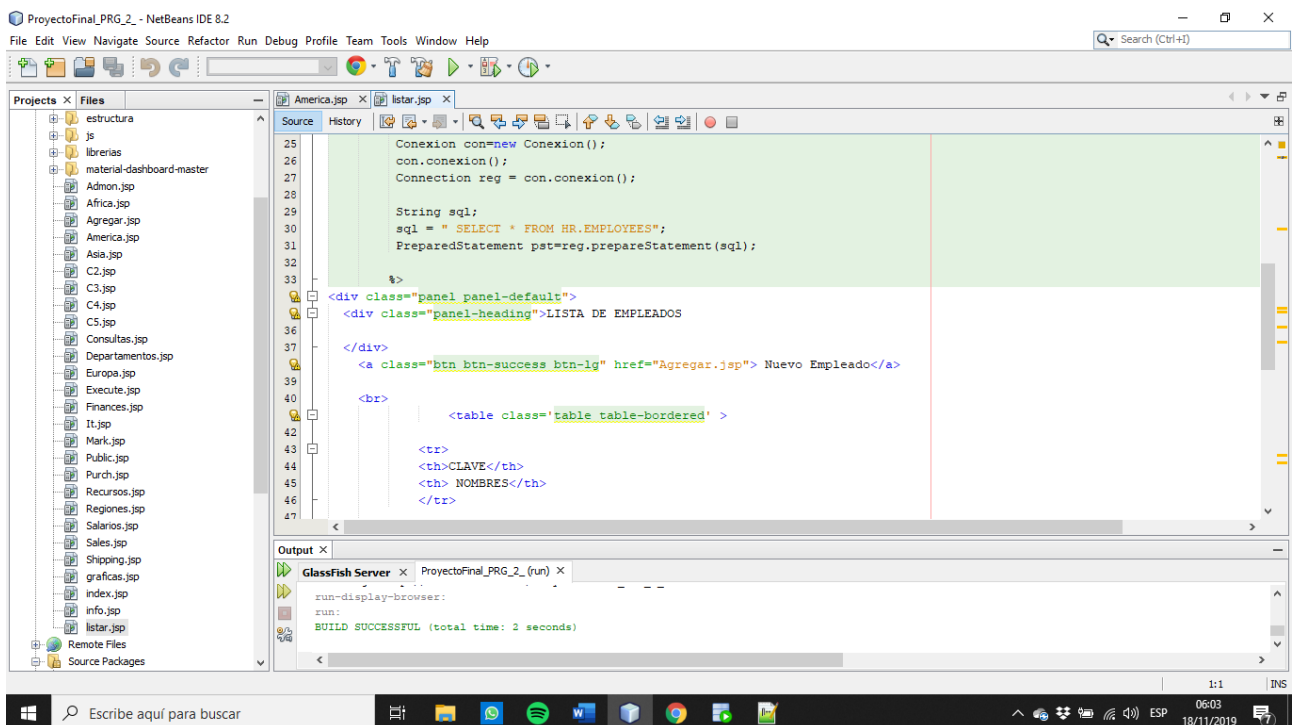 ProyectoFinal_PRG_2_ - NetBeans IDE 8.2
File Edit View Navigate Source Refactor Run Debug Profile Team Tools Window Help
Search (Ctrl+I)
Projects Files
estructura
js
librerias
material-dashboard-master
Admon.jsp
Africa.jsp
Agregar.jsp
America.jsp
Asia.jsp
C2.jsp
C3.jsp
C4.jsp
C5.jsp
Consultas.jsp
Departamentos.jsp
Europa.jsp
Execute.jsp
Finances.jsp
It.jsp
Mark.jsp
Public.jsp
Purch.jsp
Recursos.jsp
Regiones.jsp
Salarios.jsp
Sales.jsp
Shipping.jsp
graficas.jsp
index.jsp
info.jsp
listar.jsp
Remote Files
Source Packages
America.jsp listar.jsp
Source History
25 Conexion con=new Conexion();
26 con.conexion();
27 Connection reg = con.conexion();
28
29 String sql;
30 sql = " SELECT * FROM HR.EMPLOYEES";
31 PreparedStatement pst=reg.prepareStatement(sql);
32
33 %>
<div class="panel panel-default">
<div class="panel-heading">LISTA DE EMPLEADOS
36
37 </div>
<a class="btn btn-success btn-lg" href="Agregar.jsp"> Nuevo Empleado</a>
39
40 <br>
<table class='table table-bordered' >
42
43 <tr>
44 <th>CLAVE</th>
45 <th> NOMBRES</th>
46 </tr>
47
Output
GlassFish Server ProyectoFinal_PRG_2_ (run)
run-display-browser:
run:
BUILD SUCCESSFUL (total time: 2 seconds)
1:1 INS
Escribe aquí para buscar
ESP
06:03
18/11/2019